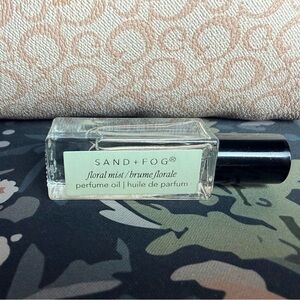 SAND + FOG®
floral mist / brume florale
perfume oil | huile de parfum